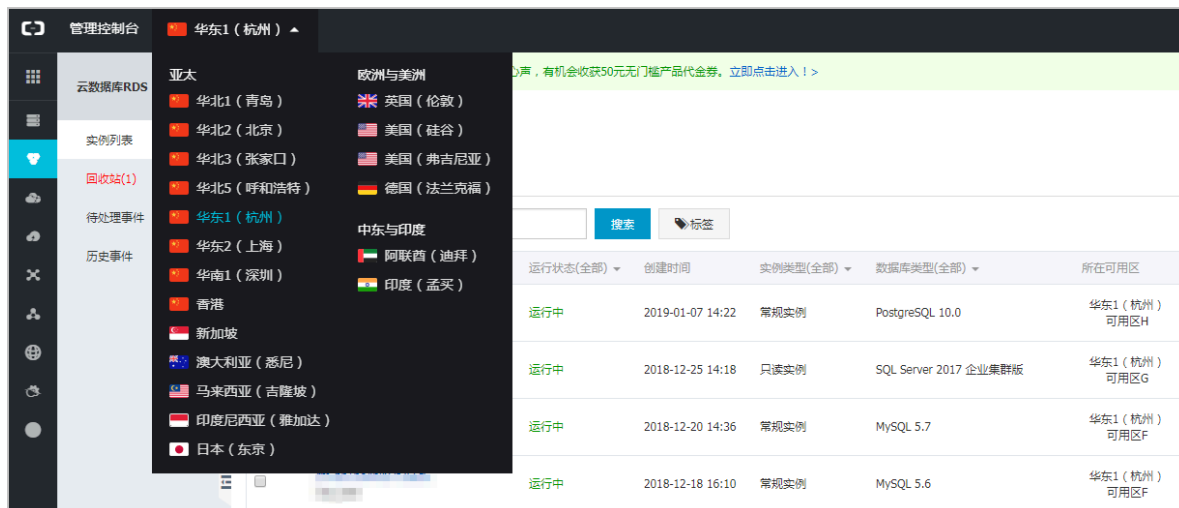 管理控制台
华东1（杭州）
云数据库RDS
实例列表
回收站(1)
待处理事件
历史事件
亚太
华北1（青岛）
华北2（北京）
华北3（张家口）
华北5（呼和浩特）
华东1（杭州）
华东2（上海）
华南1（深圳）
香港
新加坡
澳大利亚（悉尼）
马来西亚（吉隆坡）
印度尼西亚（雅加达）
日本（东京）
欧洲与美洲
英国（伦敦）
美国（硅谷）
美国（弗吉尼亚）
德国（法兰克福）
中东与印度
阿联酋（迪拜）
印度（孟买）
心声，有机会收获50元无门槛产品代金券。立即点击进入！>
搜索 标签
运行状态(全部) 创建时间 实例类型(全部) 数据库类型(全部) 所在可用区
运行中 2019-01-07 14:22 常规实例 PostgreSQL 10.0 华东1（杭州）
可用区H
运行中 2018-12-25 14:18 只读实例 SQL Server 2017 企业集群版 华东1（杭州）
可用区G
运行中 2018-12-20 14:36 常规实例 MySQL 5.7 华东1（杭州）
可用区F
运行中 2018-12-18 16:10 常规实例 MySQL 5.6 华东1（杭州）
可用区F